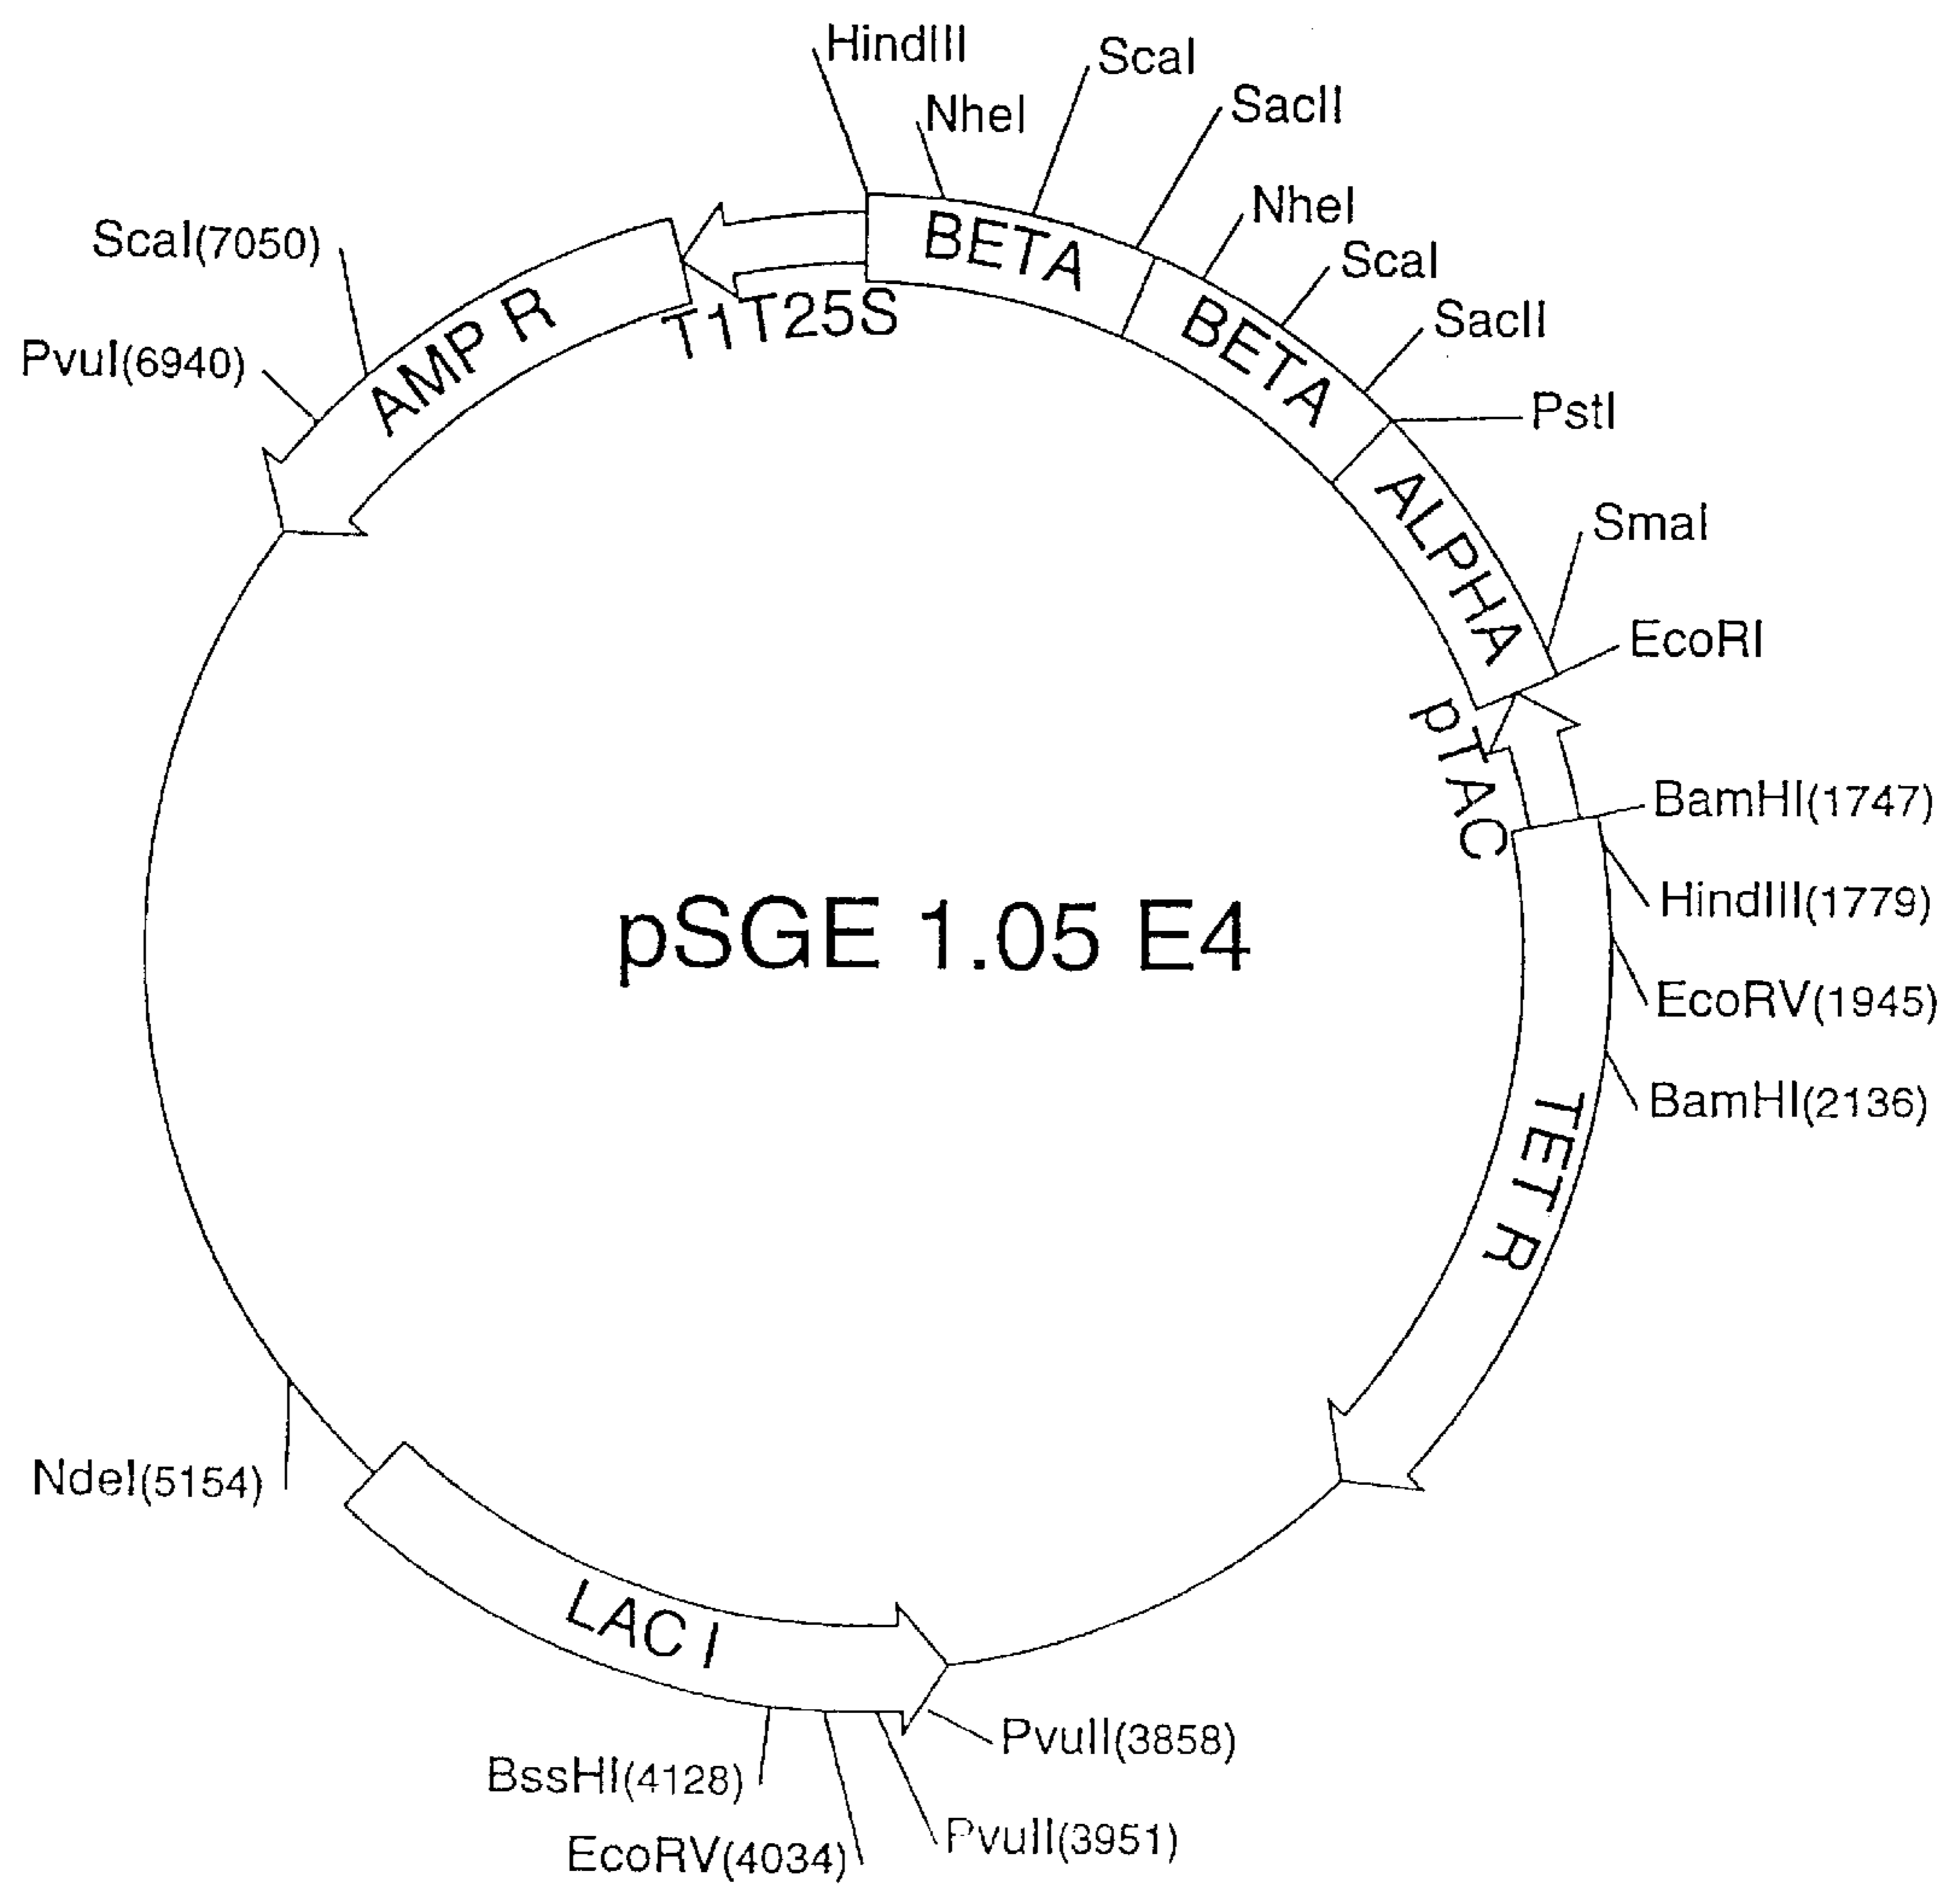 HindIII
ScaI
NheI
SacII
NheI
ScaI
SacII
PstI
SmaI
EcoRI
BamHI(1747)
HindIII(1779)
EcoRV(1945)
BamHI(2136)
PvuII(3858)
PvuII(3951)
EcoRV(4034)
BssHI(4128)
NdeI(5154)
PvuI(6940)
ScaI(7050)
AMP R
T1T25S
BETA
BETA
ALPHA
pTAC
TET R
LAC I
pSGE 1.05 E4